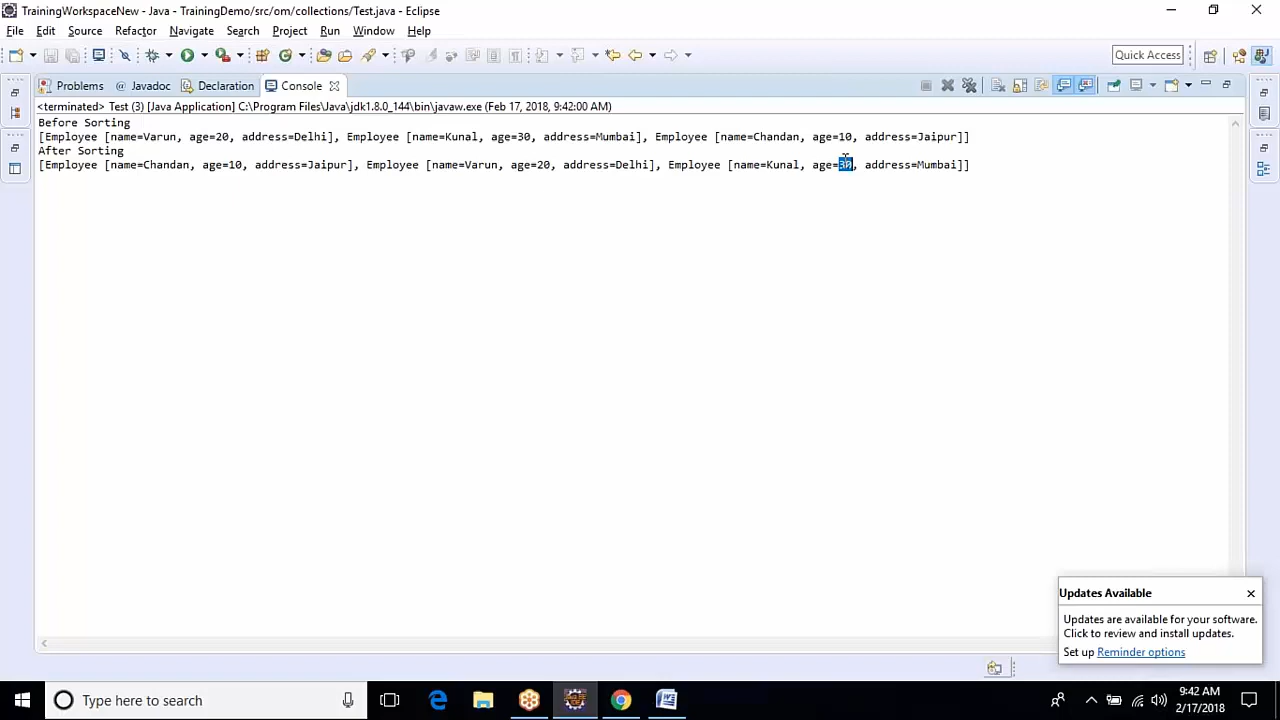 TrainingWorkspaceNew - Java - TrainingDemo/src/om/collections/Test.java - Eclipse
File Edit Source Refactor Navigate Search Project Run Window Help
Quick Access
Problems @ Javadoc Declaration Console
<terminated> Test (3) [Java Application] C:\Program Files\Java\jdk1.8.0_144\bin\javaw.exe (Feb 17, 2018, 9:42:00 AM)
Before Sorting
[Employee [name=Varun, age=20, address=Delhi], Employee [name=Kunal, age=30, address=Mumbai], Employee [name=Chandan, age=10, address=Jaipur]]
After Sorting
[Employee [name=Chandan, age=10, address=Jaipur], Employee [name=Varun, age=20, address=Delhi], Employee [name=Kunal, age=30, address=Mumbai]]
Updates Available
Updates are available for your software.
Click to review and install updates.
Set up Reminder options
Type here to search
9:42 AM
2/17/2018